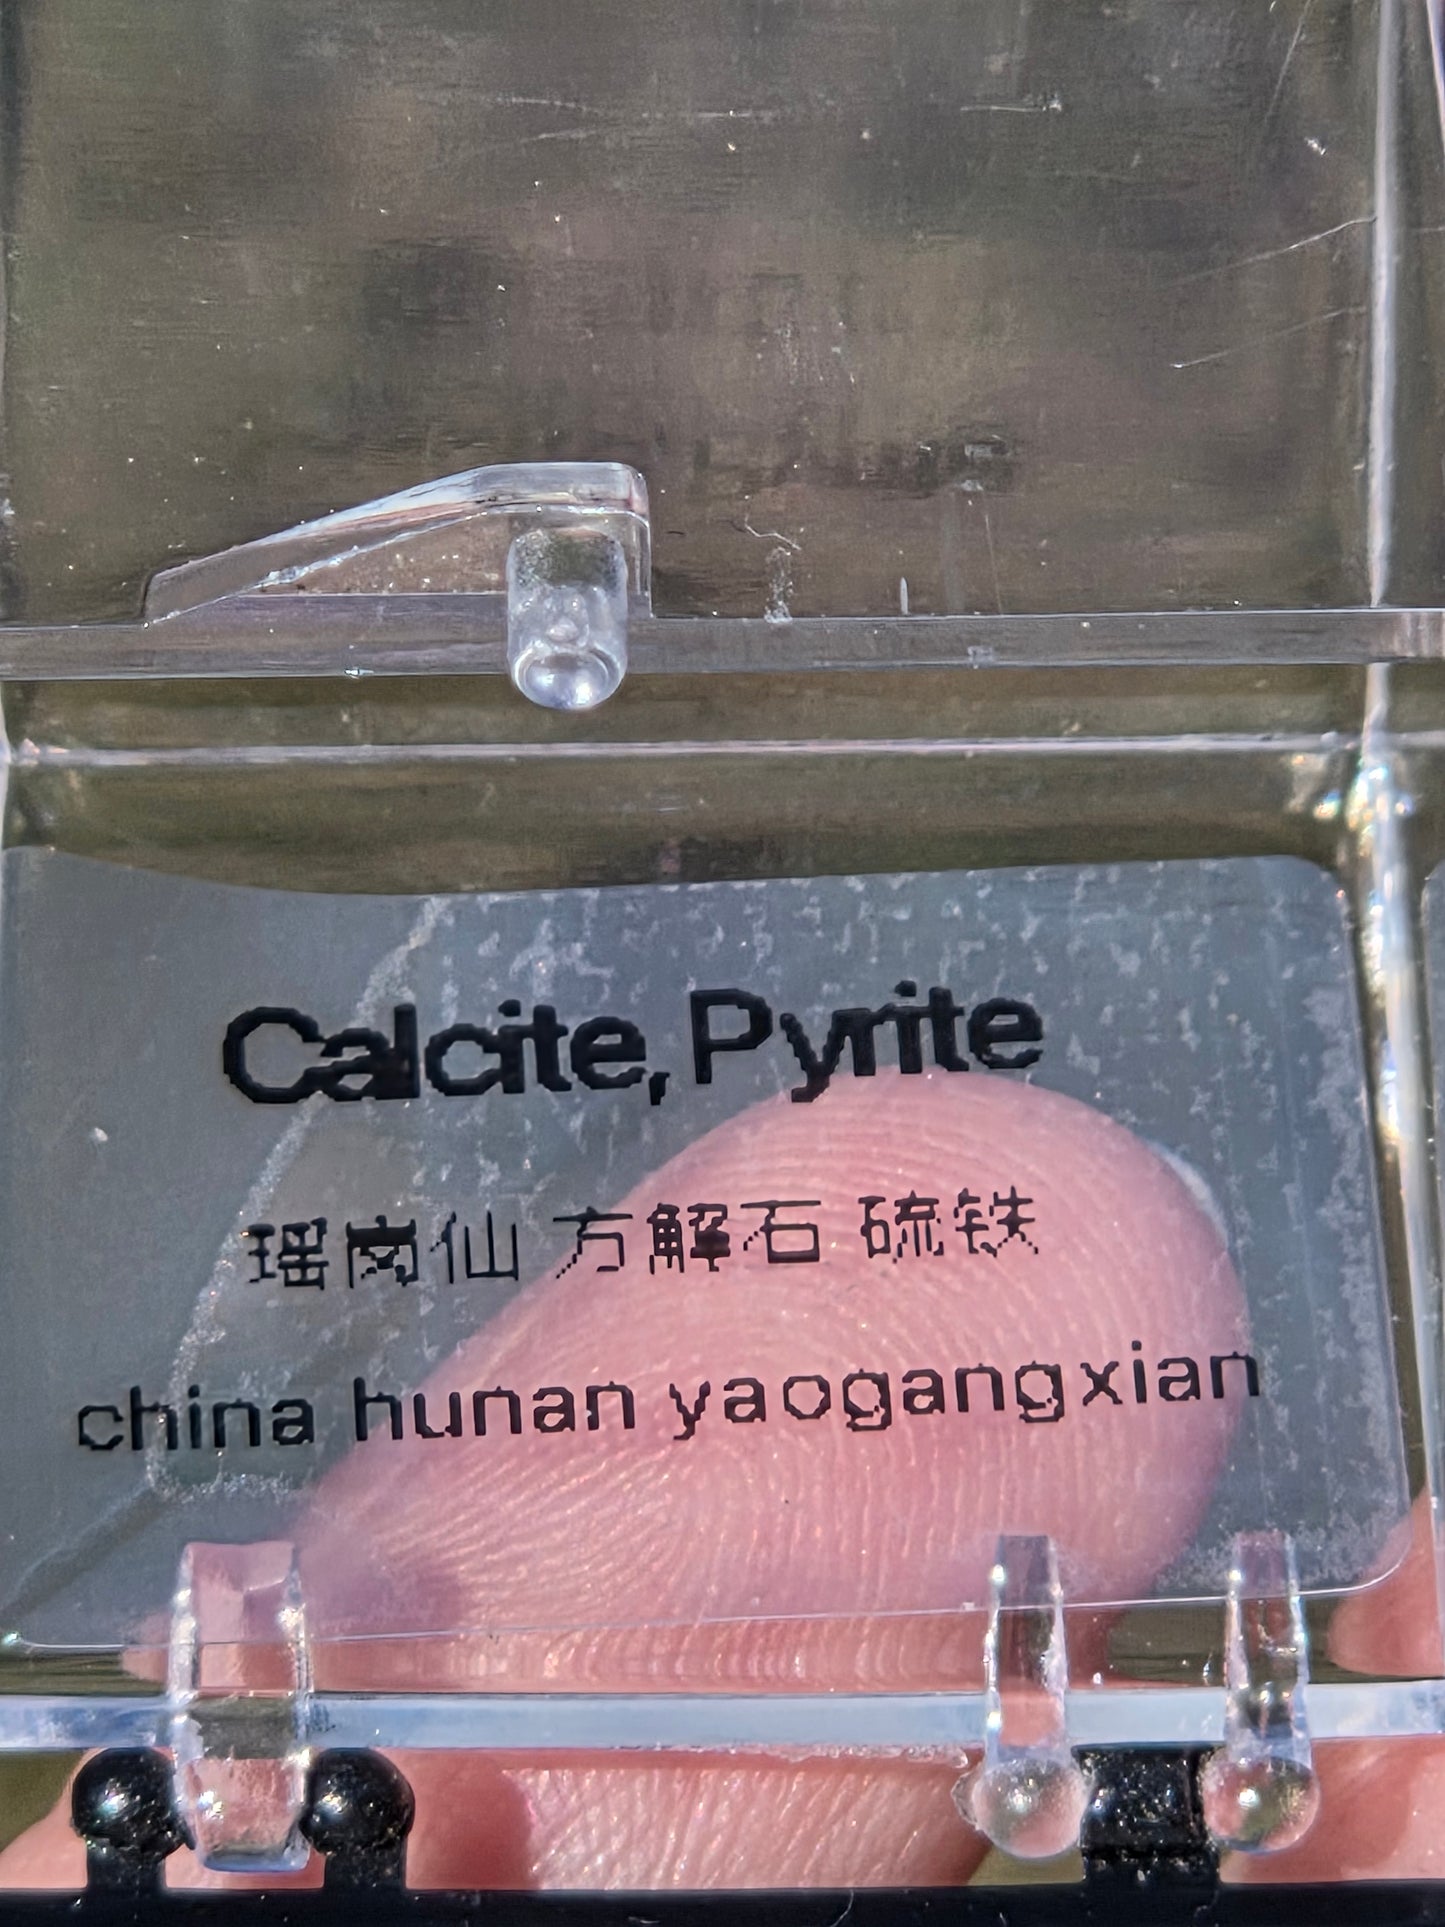 Calcite, Pyrite
瑶岗仙 方解石 硫铁
china hunan yaogangxian